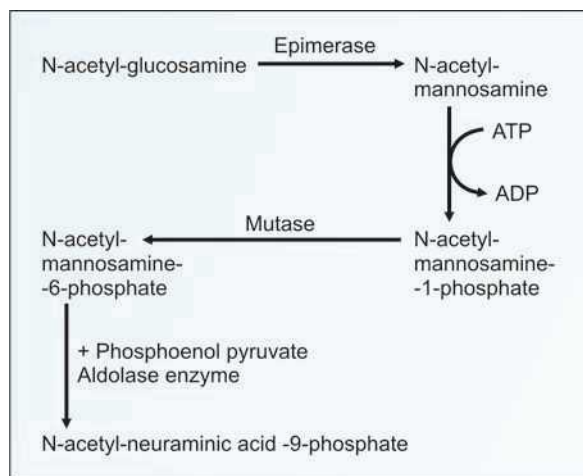 Epimerase
N-acetyl-glucosamine
N-acetyl-
mannosamine
ATP
ADP
Mutase
N-acetyl-
mannosamine-
-1-phosphate
N-acetyl-
mannosamine-
-6-phosphate
+ Phosphoenol pyruvate
Aldolase enzyme
N-acetyl-neuraminic acid -9-phosphate